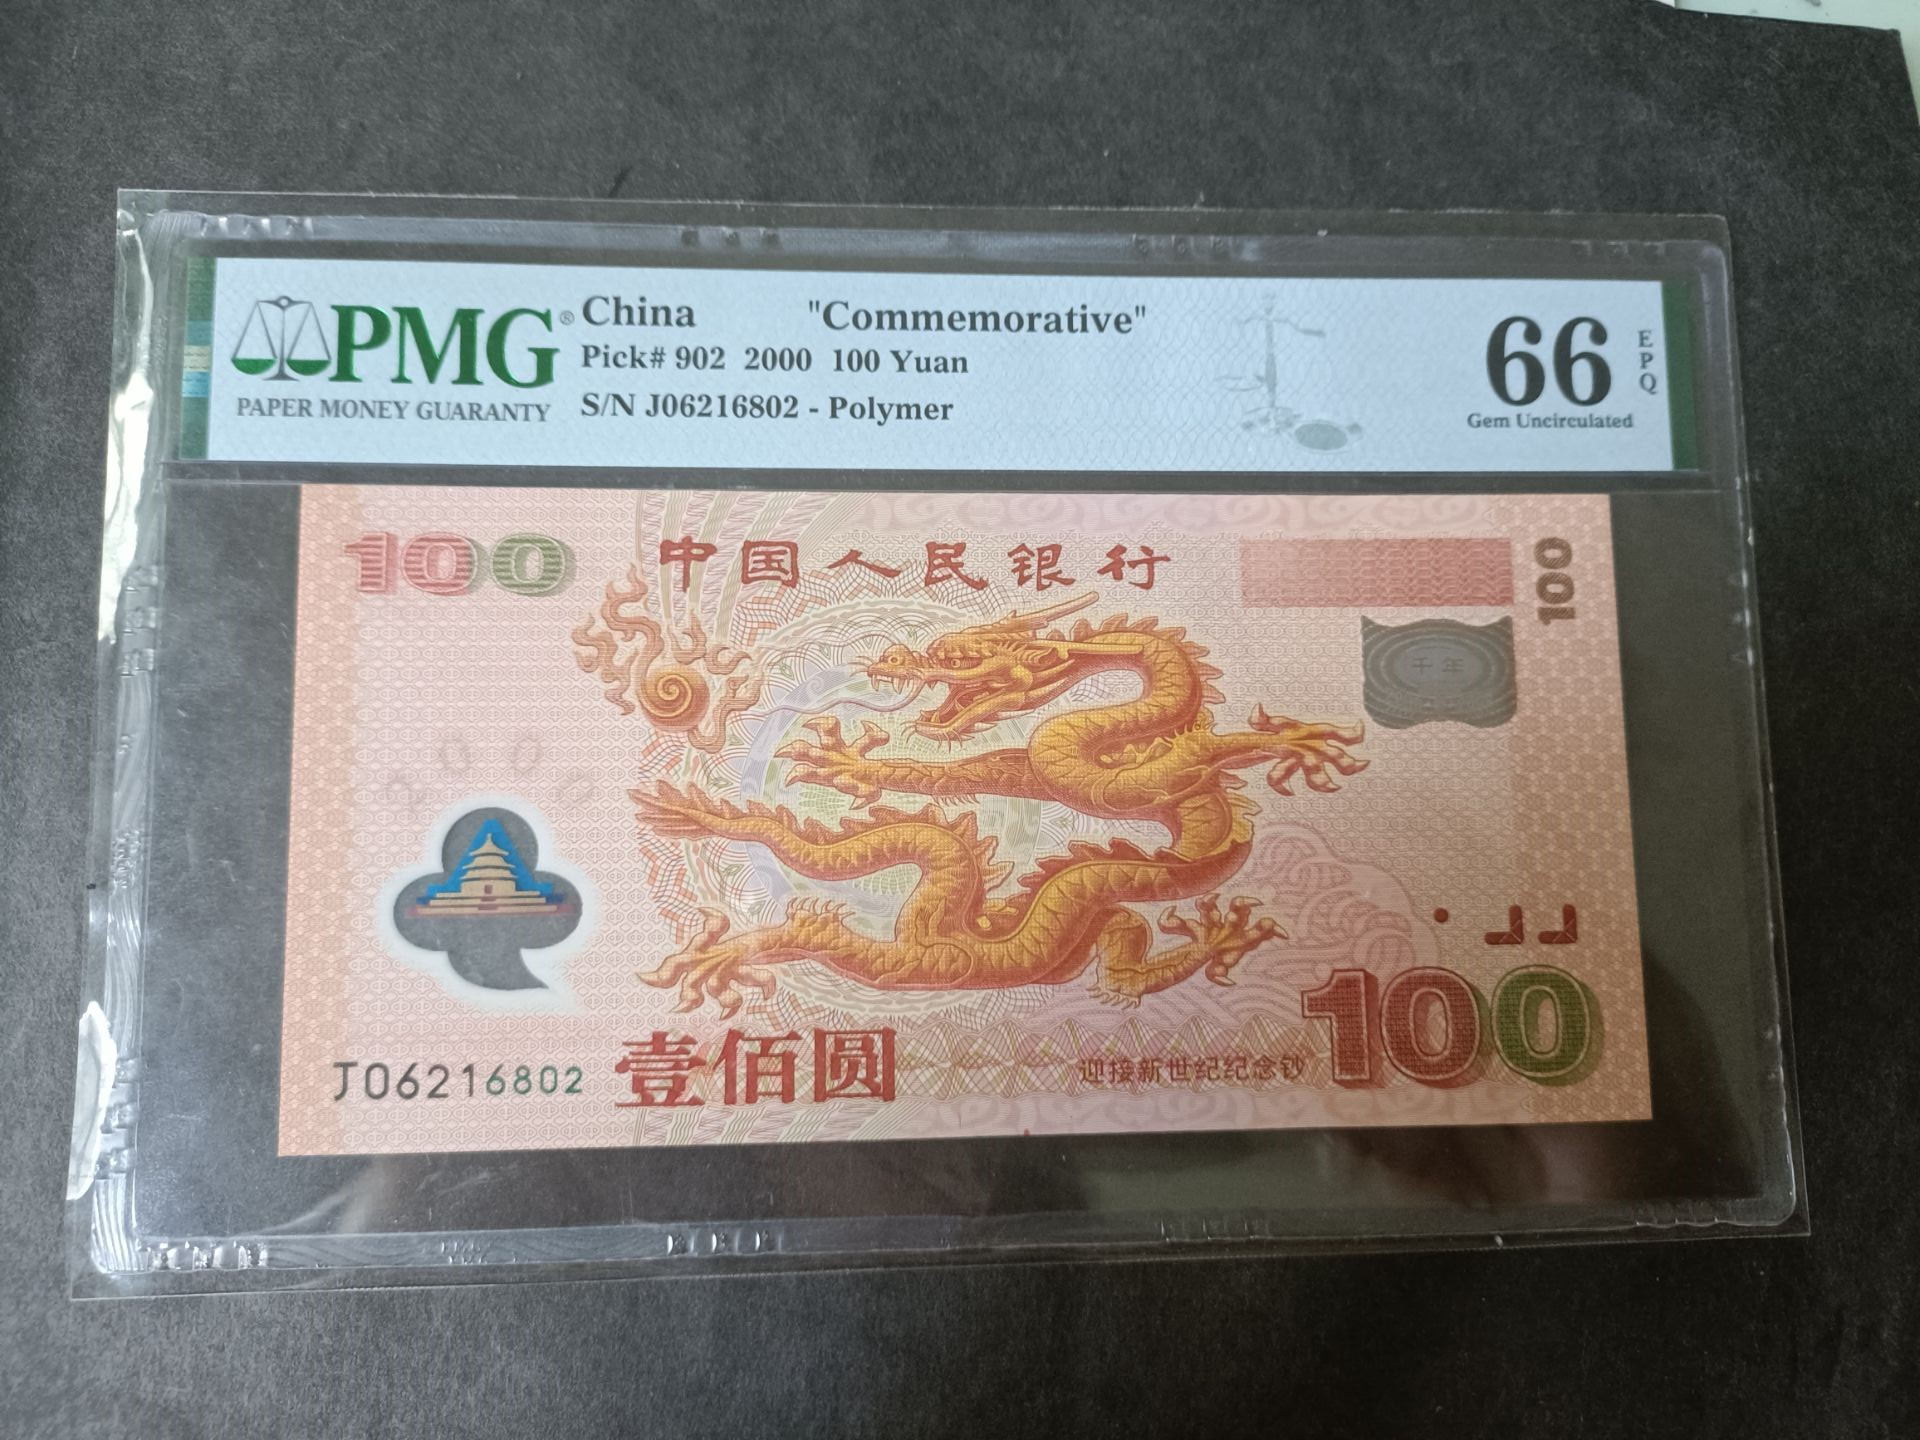 PMG®
PAPER MONEY GUARANTY
China "Commemorative"
Pick# 902 2000 100 Yuan
S/N J06216802 - Polymer
66
EPQ
Gem Uncirculated
100
中国人民银行
100
千年
2000
J06216802
壹佰圆
迎接新世纪纪念钞
100